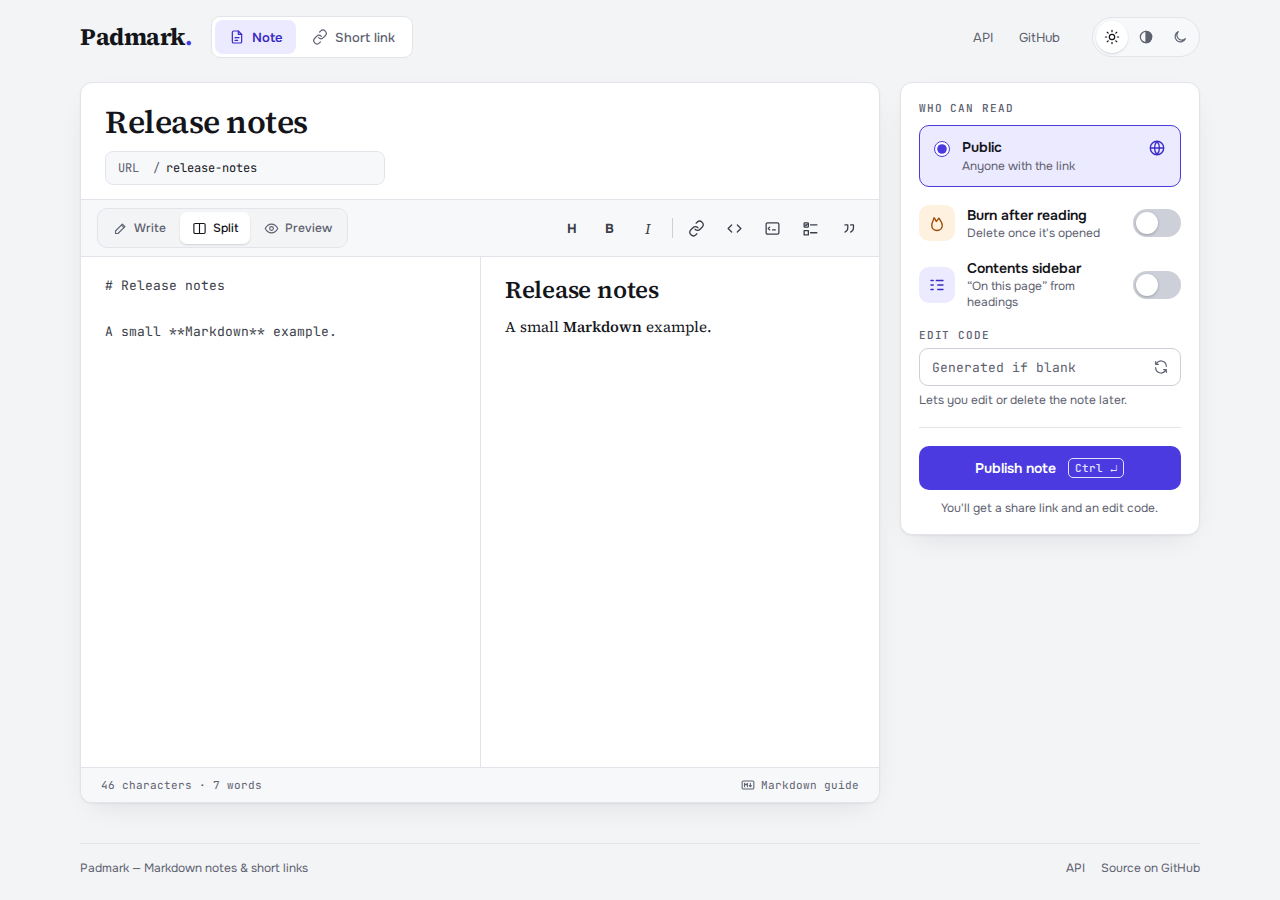 Padmark.
Note
Short link
API
GitHub
Release notes
URL / release-notes
Write
Split
Preview
H
B
I
# Release notes
A small **Markdown** example.
Release notes
A small Markdown example.
46 characters · 7 words
Markdown guide
WHO CAN READ
Public
Anyone with the link
Burn after reading
Delete once it's opened
Contents sidebar
“On this page” from
headings
EDIT CODE
Generated if blank
Lets you edit or delete the note later.
Publish note Ctrl ↵
You'll get a share link and an edit code.
Padmark — Markdown notes & short links
API
Source on GitHub